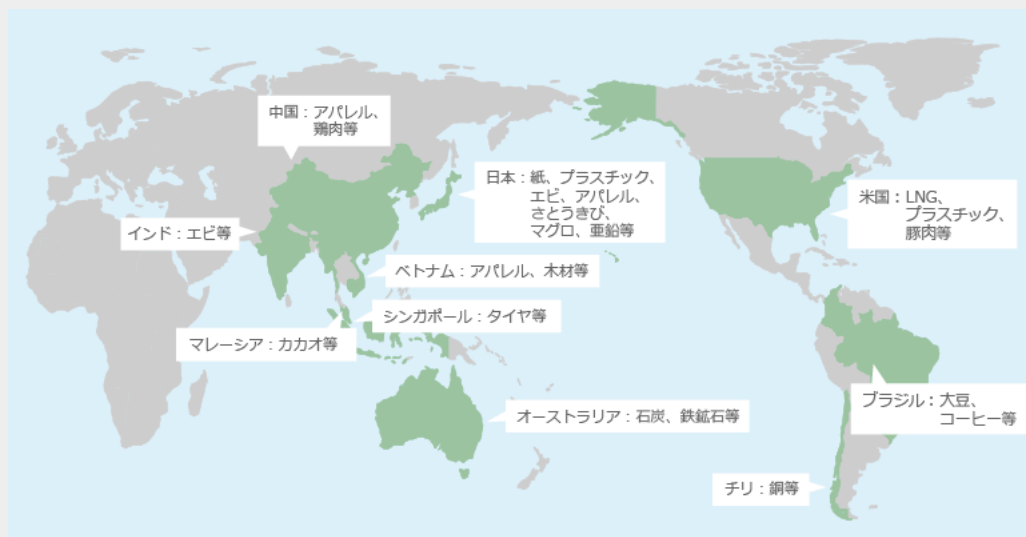 中国：アパレル、
鶏肉等
日本：紙、プラスチック、
エビ、アパレル、
さとうきび、
マグロ、亜鉛等
米国：LNG、
プラスチック、
豚肉等
インド：エビ等
ベトナム：アパレル、木材等
シンガポール：タイヤ等
マレーシア：カカオ等
ブラジル：大豆、
コーヒー等
オーストラリア：石炭、鉄鉱石等
チリ：銅等